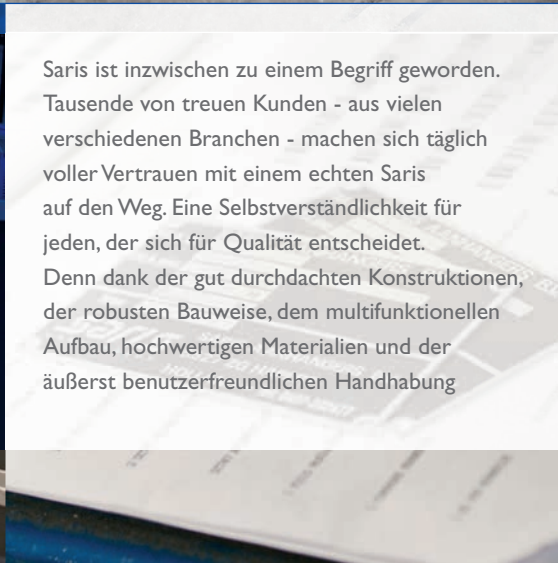 Saris ist inzwischen zu einem Begriff geworden.
Tausende von treuen Kunden - aus vielen
verschiedenen Branchen - machen sich täglich
voller Vertrauen mit einem echten Saris
auf den Weg. Eine Selbstverständlichkeit für
jeden, der sich für Qualität entscheidet.
Denn dank der gut durchdachten Konstruktionen,
der robusten Bauweise, dem multifunktionellen
Aufbau, hochwertigen Materialien und der
äußerst benutzerfreundlichen Handhabung